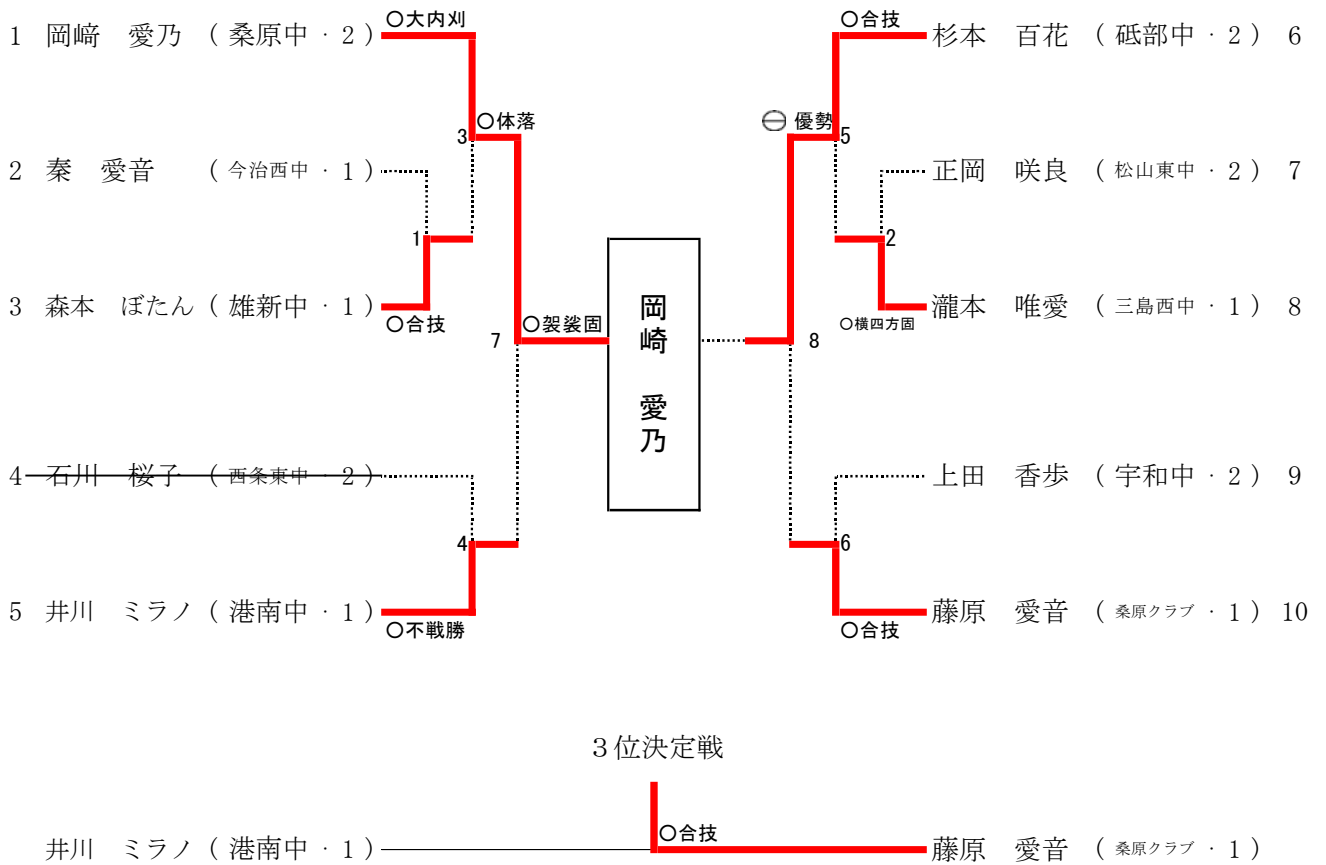 ○大内刈
○合技
1 岡﨑 愛乃 ( 桑原中 · 2 )
杉本 百花 ( 砥部中 · 2 ) 6
○体落
⊖ 優勢
3
5
2 秦 愛音 ( 今治西中 · 1 )
正岡 咲良 ( 松山東中 · 2 ) 7
1
2
3 森本 ぼたん ( 雄新中 · 1 )
瀧本 唯愛 ( 三島西中 · 1 ) 8
○合技
○袈裟固
○横四方固
7
8
岡崎 愛乃
4 石川 桜子 ( 西条東中 · 2 )
上田 香歩 ( 宇和中 · 2 ) 9
4
6
5 井川 ミラノ ( 港南中 · 1 )
藤原 愛音 ( 桑原クラブ · 1 ) 10
○不戦勝
○合技
３位決定戦
○合技
井川 ミラノ ( 港南中 · 1 )
藤原 愛音 ( 桑原クラブ · 1 )